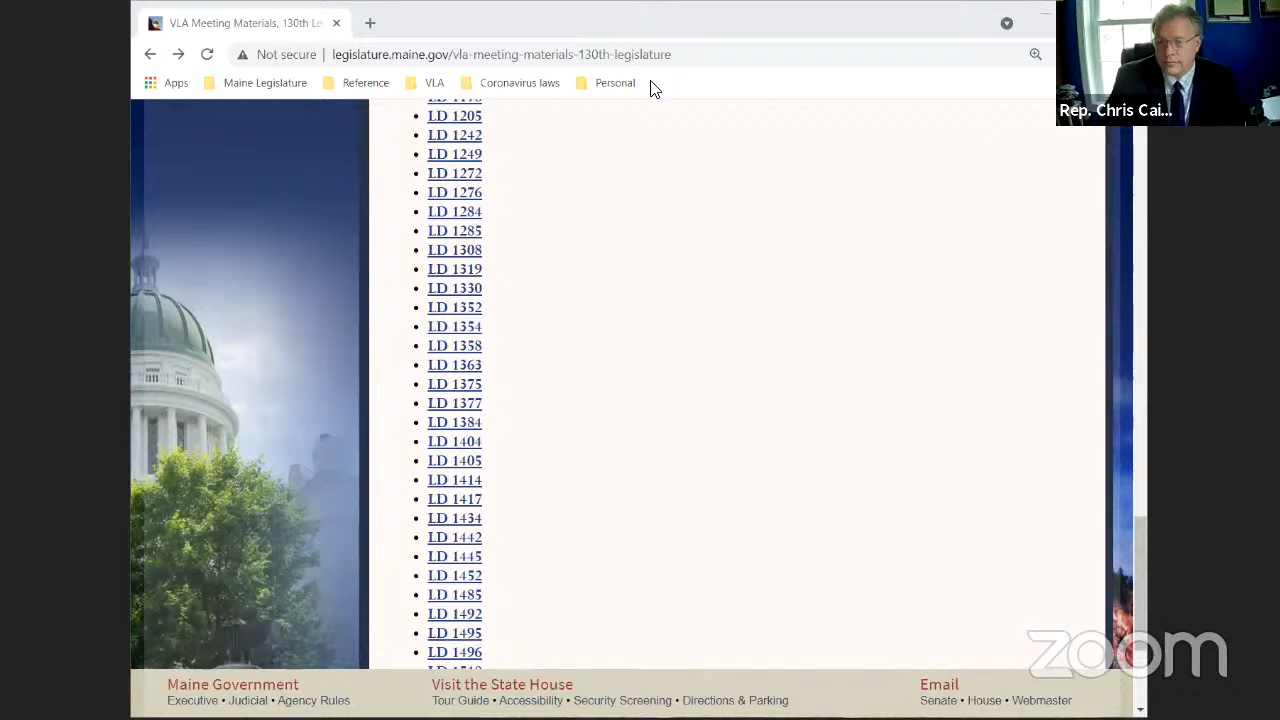 VLA Meeting Materials, 130th Le
Not secure | legislature.maine.gov/vla-meeting-materials-130th-legislature
Apps Maine Legislature Reference VLA Coronavirus laws Personal
Rep. Chris Cai...
• LD 1205
• LD 1242
• LD 1249
• LD 1272
• LD 1276
• LD 1284
• LD 1285
• LD 1308
• LD 1319
• LD 1330
• LD 1352
• LD 1354
• LD 1358
• LD 1363
• LD 1375
• LD 1377
• LD 1384
• LD 1404
• LD 1405
• LD 1414
• LD 1417
• LD 1434
• LD 1442
• LD 1445
• LD 1452
• LD 1485
• LD 1492
• LD 1495
• LD 1496
zoom
Maine Government
Executive • Judicial • Agency Rules
Visit the State House
Tour Guide • Accessibility • Security Screening • Directions & Parking
Email
Senate • House • Webmaster